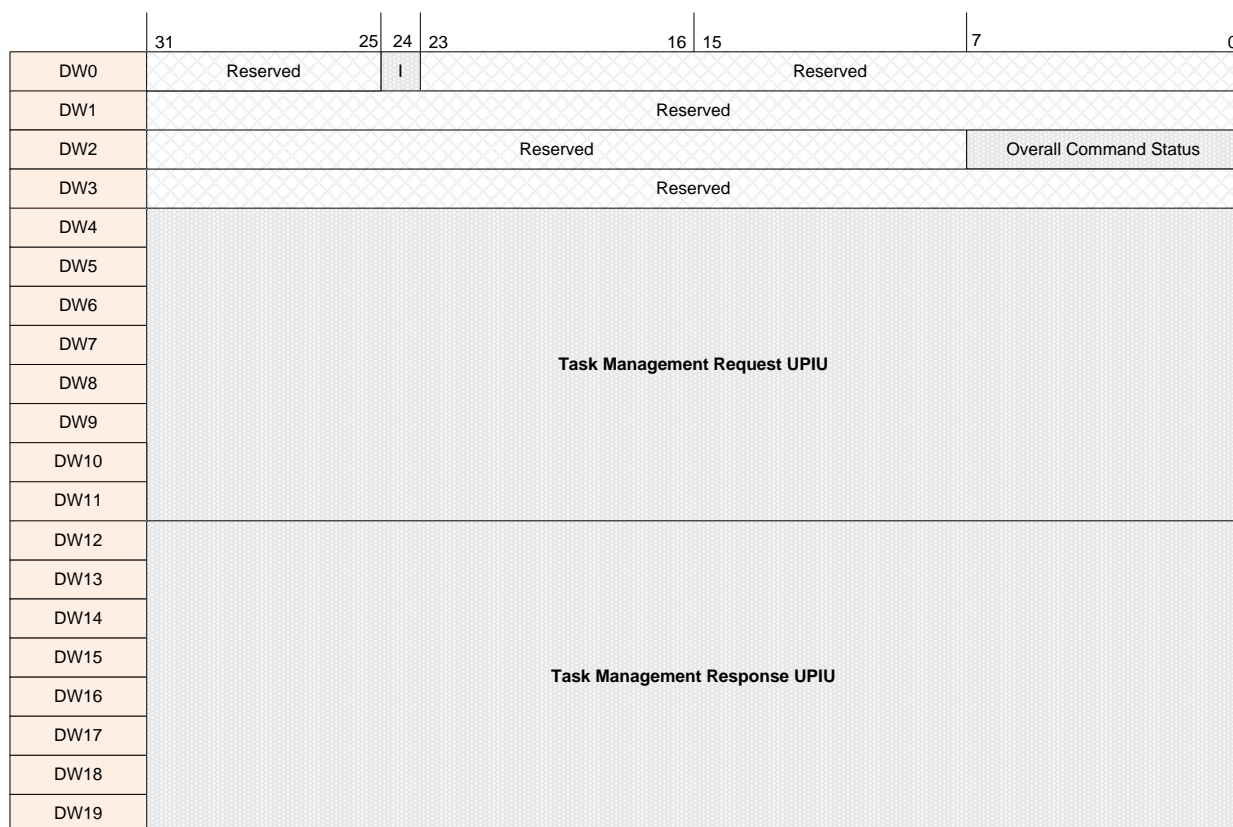 31 25 24 23 16 15 7 0
DW0 Reserved I Reserved
DW1 Reserved
DW2 Reserved Overall Command Status
DW3 Reserved
DW4
DW5
DW6
DW7
Task Management Request UPIU
DW8
DW9
DW10
DW11
DW12
DW13
DW14
DW15
Task Management Response UPIU
DW16
DW17
DW18
DW19